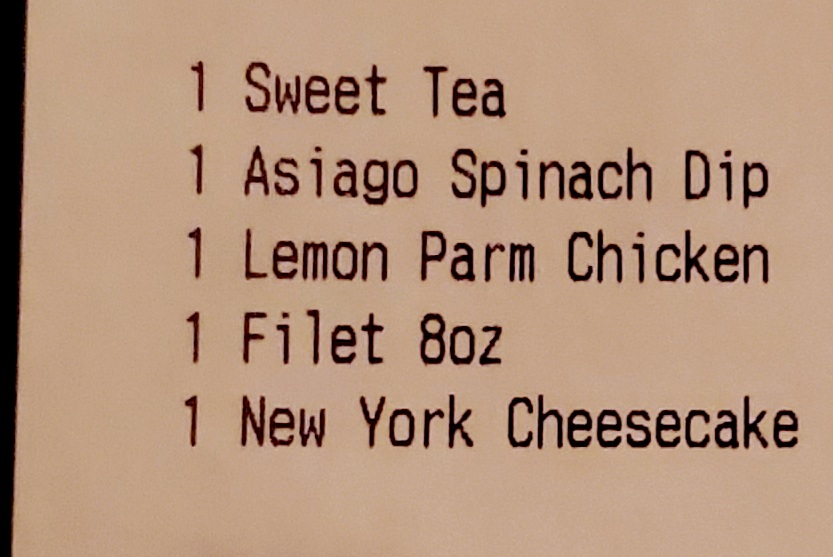 1 Sweet Tea
1 Asiago Spinach Dip
1 Lemon Parm Chicken
1 Filet 8oz
1 New York Cheesecake